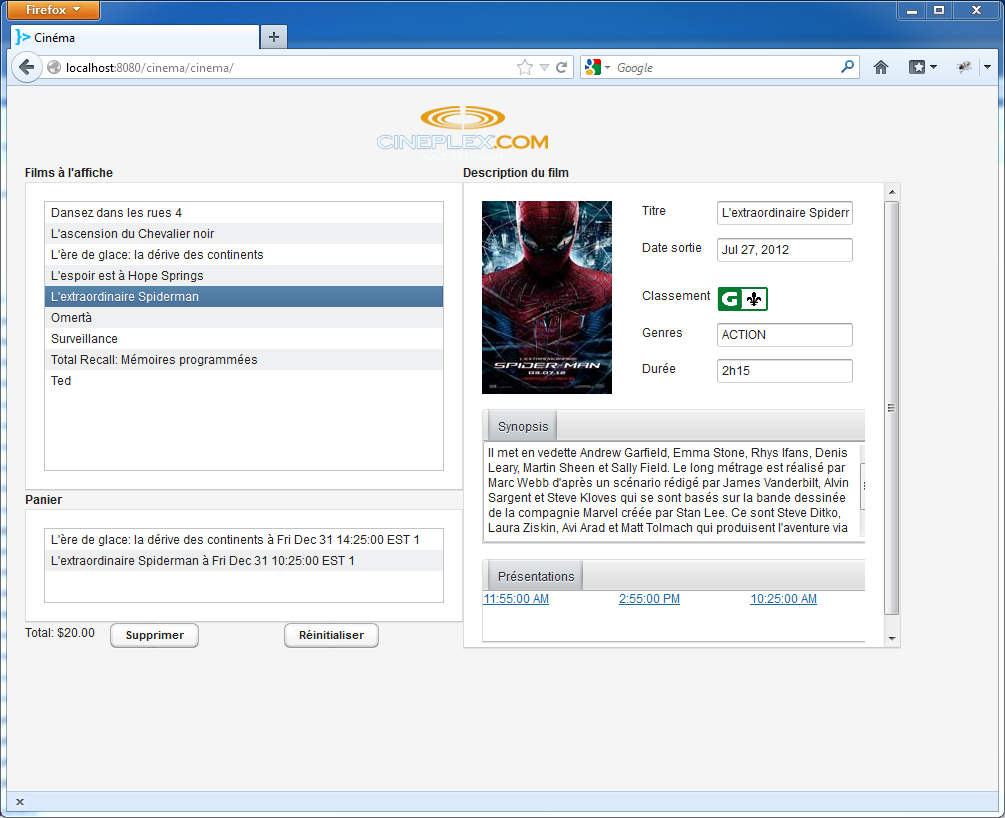 Firefox
Cinéma
localhost:8080/cinema/cinema/
Google
CINEPLEX.COM
Films à l'affiche
Dansez dans les rues 4
L'ascension du Chevalier noir
L'ère de glace: la dérive des continents
L'espoir est à Hope Springs
L'extraordinaire Spiderman
Omertà
Surveillance
Total Recall: Mémoires programmées
Ted
Panier
L'ère de glace: la dérive des continents à Fri Dec 31 14:25:00 EST 1
L'extraordinaire Spiderman à Fri Dec 31 10:25:00 EST 1
Total: $20.00
Supprimer
Réinitialiser
Description du film
L'EXTRAORDINAIRE
SPIDER-MAN
03.07.12
Titre
L'extraordinaire Spiderr
Date sortie
Jul 27, 2012
Classement
G
Genres
ACTION
Durée
2h15
Synopsis
Il met en vedette Andrew Garfield, Emma Stone, Rhys Ifans, Denis
Leary, Martin Sheen et Sally Field. Le long métrage est réalisé par
Marc Webb d'après un scénario rédigé par James Vanderbilt, Alvin
Sargent et Steve Kloves qui se sont basés sur la bande dessinée
de la compagnie Marvel créée par Stan Lee. Ce sont Steve Ditko,
Laura Ziskin, Avi Arad et Matt Tolmach qui produisent l'aventure via
Présentations
11:55:00 AM
2:55:00 PM
10:25:00 AM